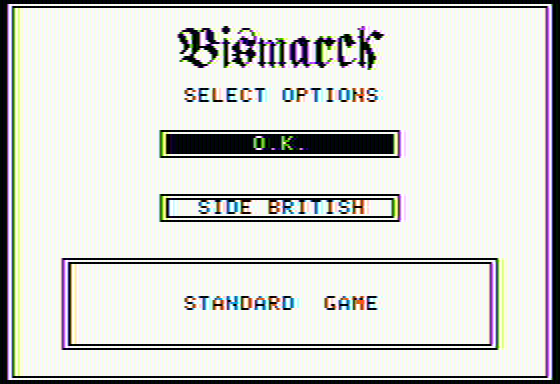 Bismarck
SELECT OPTIONS
O.K.
SIDE BRITISH
STANDARD GAME